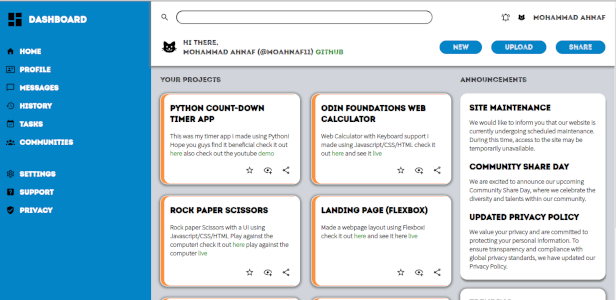 DASHBOARD
HOME
PROFILE
MESSAGES
HISTORY
TASKS
COMMUNITIES
SETTINGS
SUPPORT
PRIVACY
MOHAMMAD AHNAF
HI THERE,
MOHAMMAD AHNAF (@MOAHNAF11) GITHUB
NEW
UPLOAD
SHARE
YOUR PROJECTS
PYTHON COUNT-DOWN
TIMER APP
This was my timer app i made using Python!
Hope you guys find it beneficial check it out
here also check out the youtube demo
ODIN FOUNDATIONS WEB
CALCULATOR
Web Calculator with Keyboard support i
made using Javascript/CSS/HTML check it
out here and see it live
ROCK PAPER SCISSORS
Rock paper Scissors with a UI using
Javascript/CSS/HTML Play against the
computer! check it out here play against the
computer live
LANDING PAGE (FLEXBOX)
Made a webpage layout using Flexbox!
check it out here and see it here live
ANNOUNCEMENTS
SITE MAINTENANCE
We would like to inform you that our website is
currently undergoing scheduled maintenance.
During this time, access to the site may be
temporarily unavailable.
COMMUNITY SHARE DAY
We are excited to announce our upcoming
Community Share Day, where we celebrate the
diversity and talents within our community.
UPDATED PRIVACY POLICY
We value your privacy and are committed to
protecting your personal information. To
ensure transparency and compliance with
global privacy standards, we have updated our
Privacy Policy.